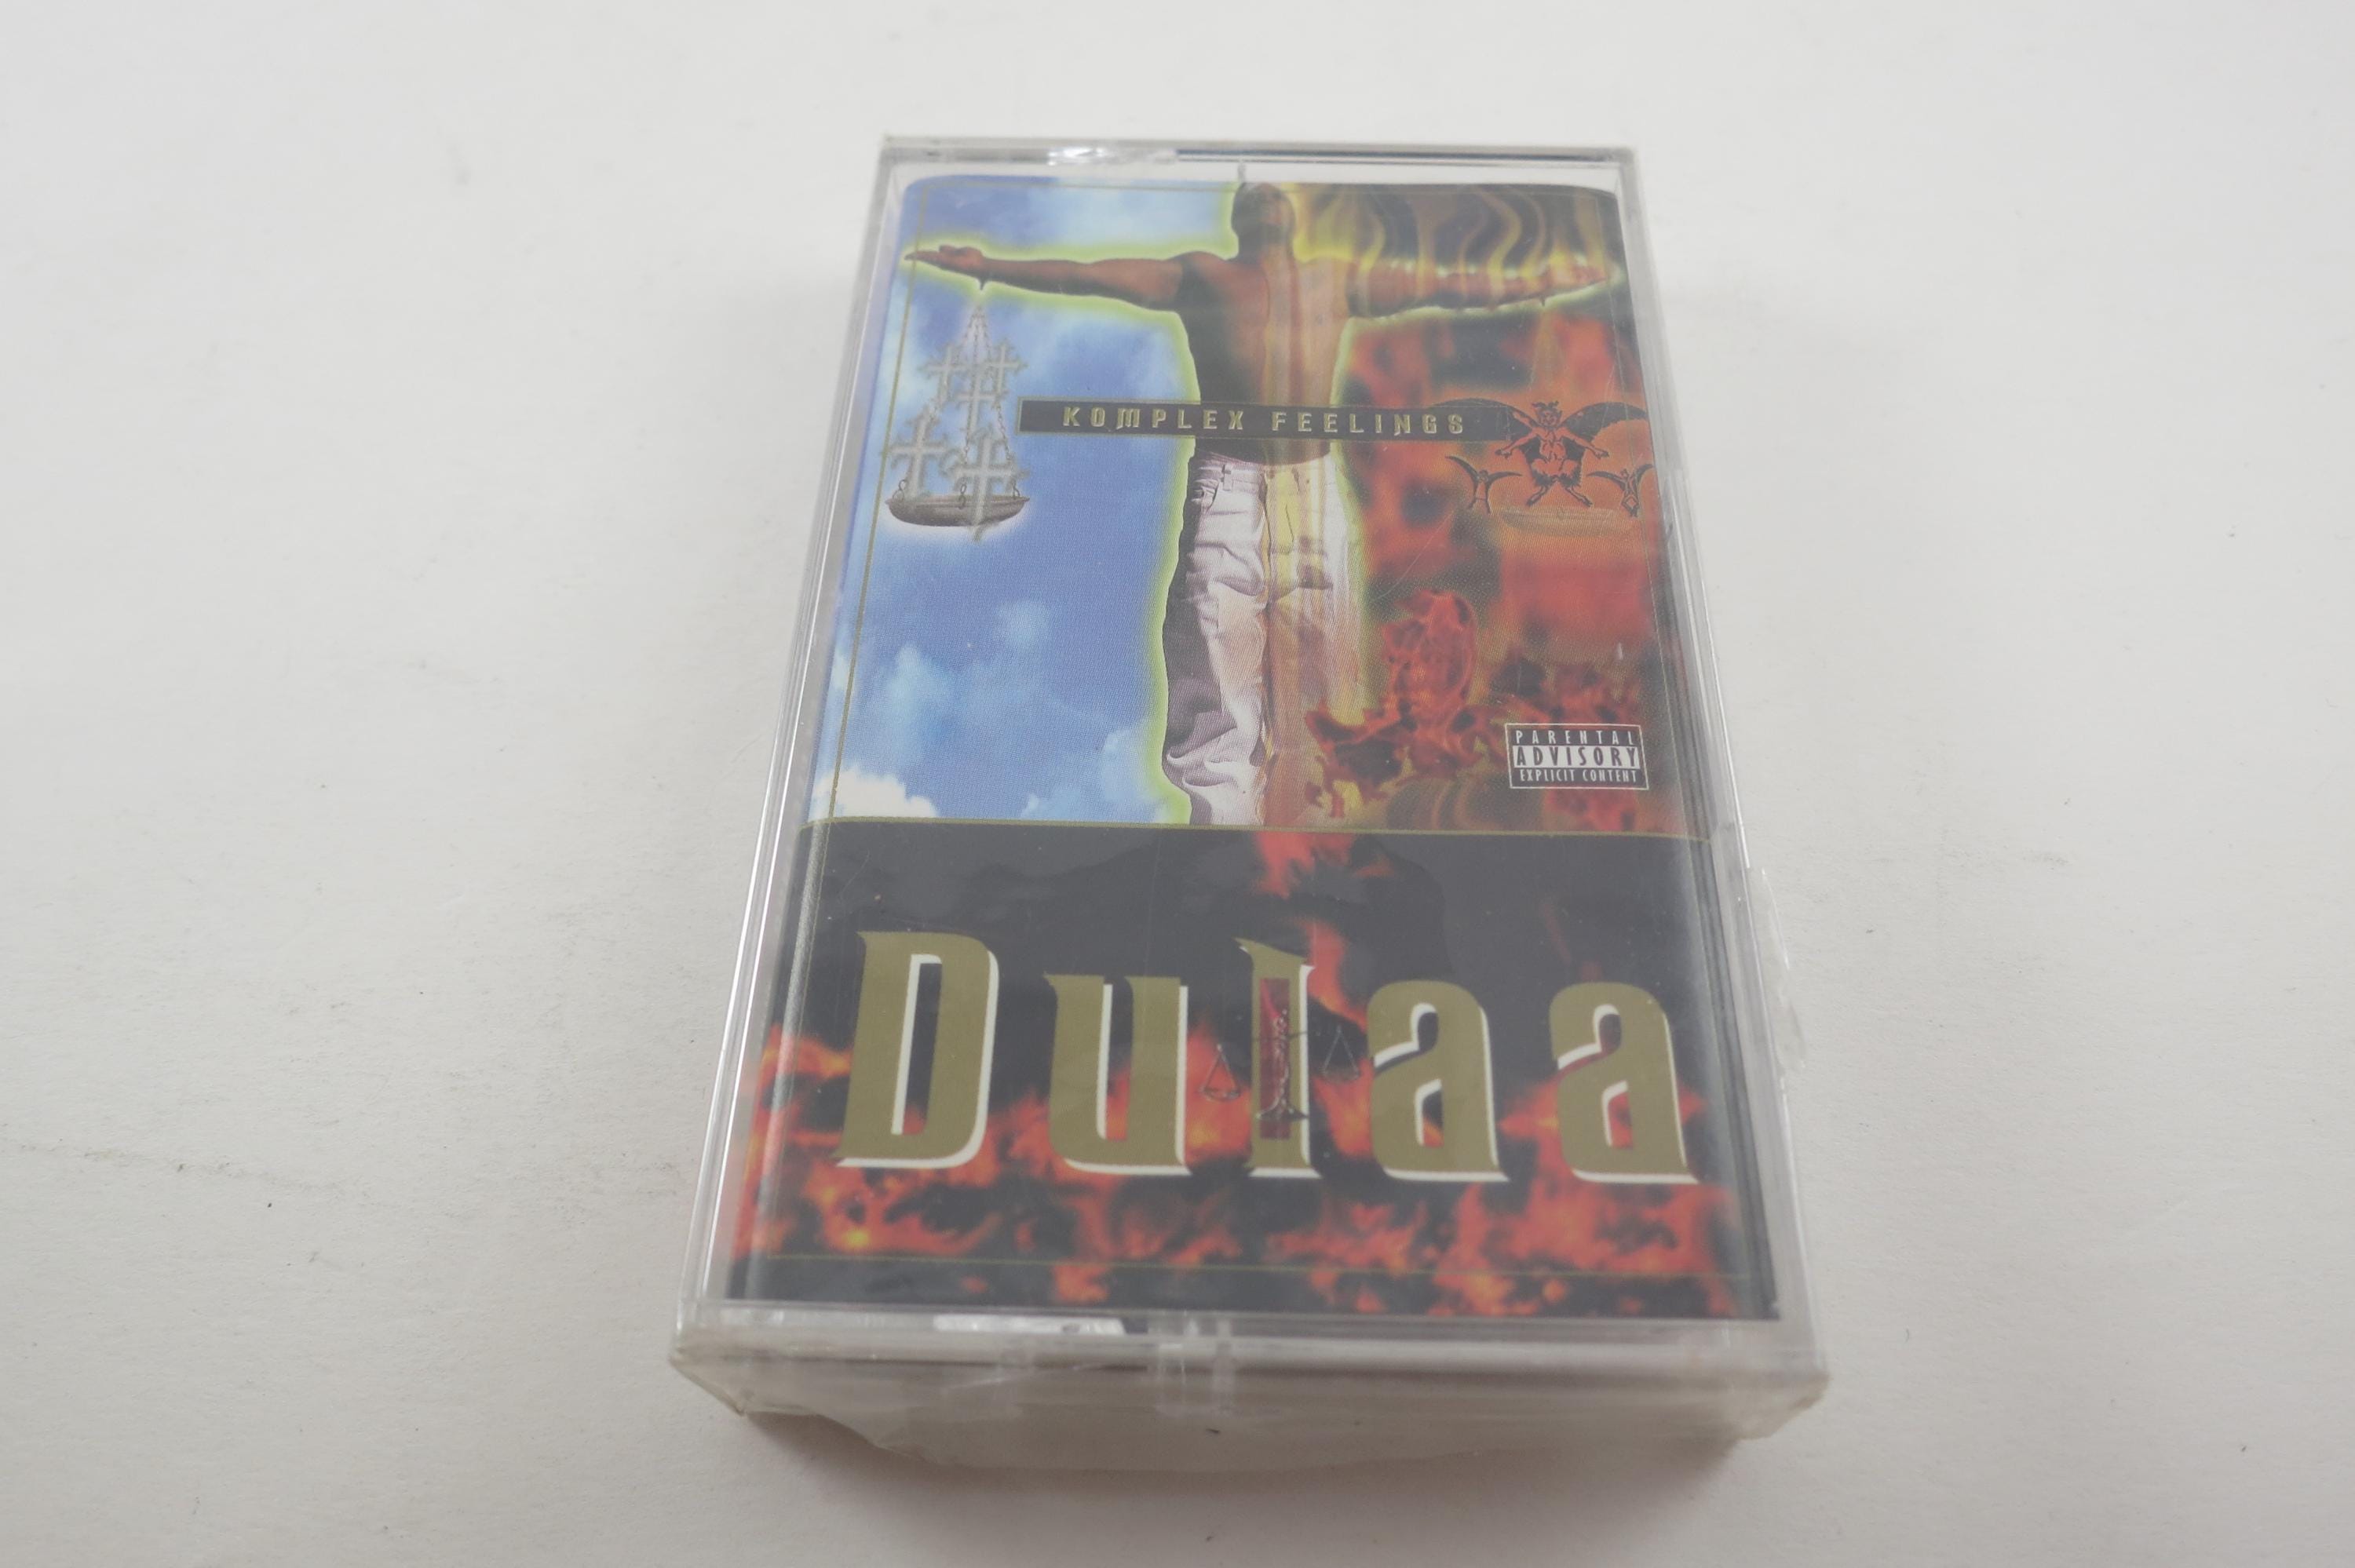 KOMPLEX FEELINGS
PARENTAL
ADVISORY
EXPLICIT CONTENT
Dulaa